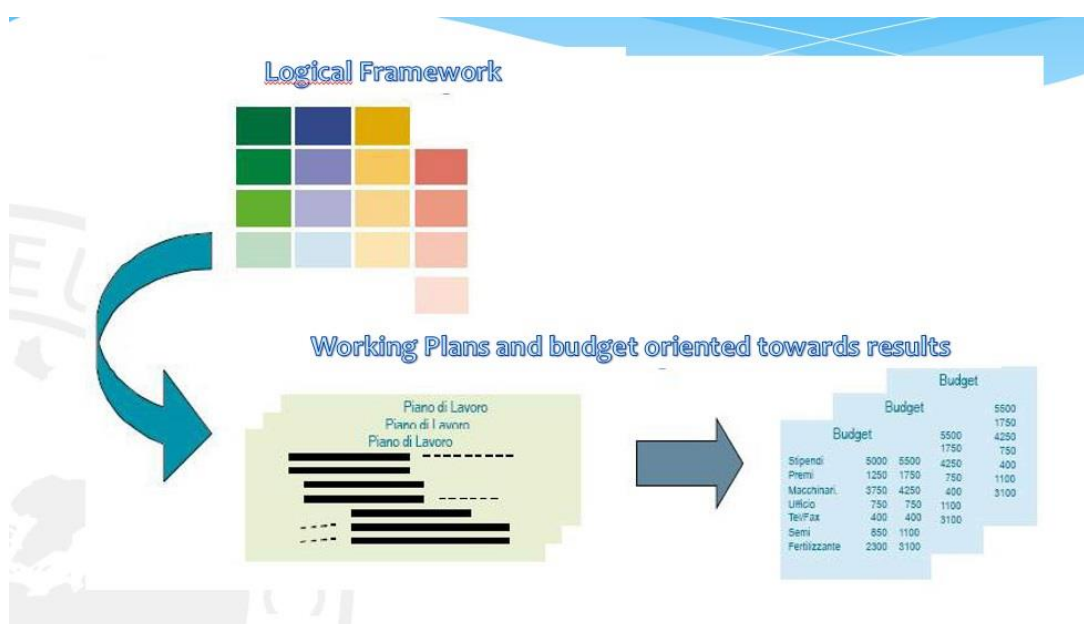 Logical Framework
Working Plans and budget oriented towards results
Piano di Lavoro
Piano di Lavoro
Piano di Lavoro
Budget
5500
1750
4250
750
400
1100
3100
Budget
5500
1750
4250
750
400
1100
3100
Budget
Stipendi 5000 5500
Premi 1250 1750
Macchinari. 3750 4250
Ufficio 750 750
Tel/Fax 400 400
Semi 850 1100
Fertilizzante 2300 3100
EU